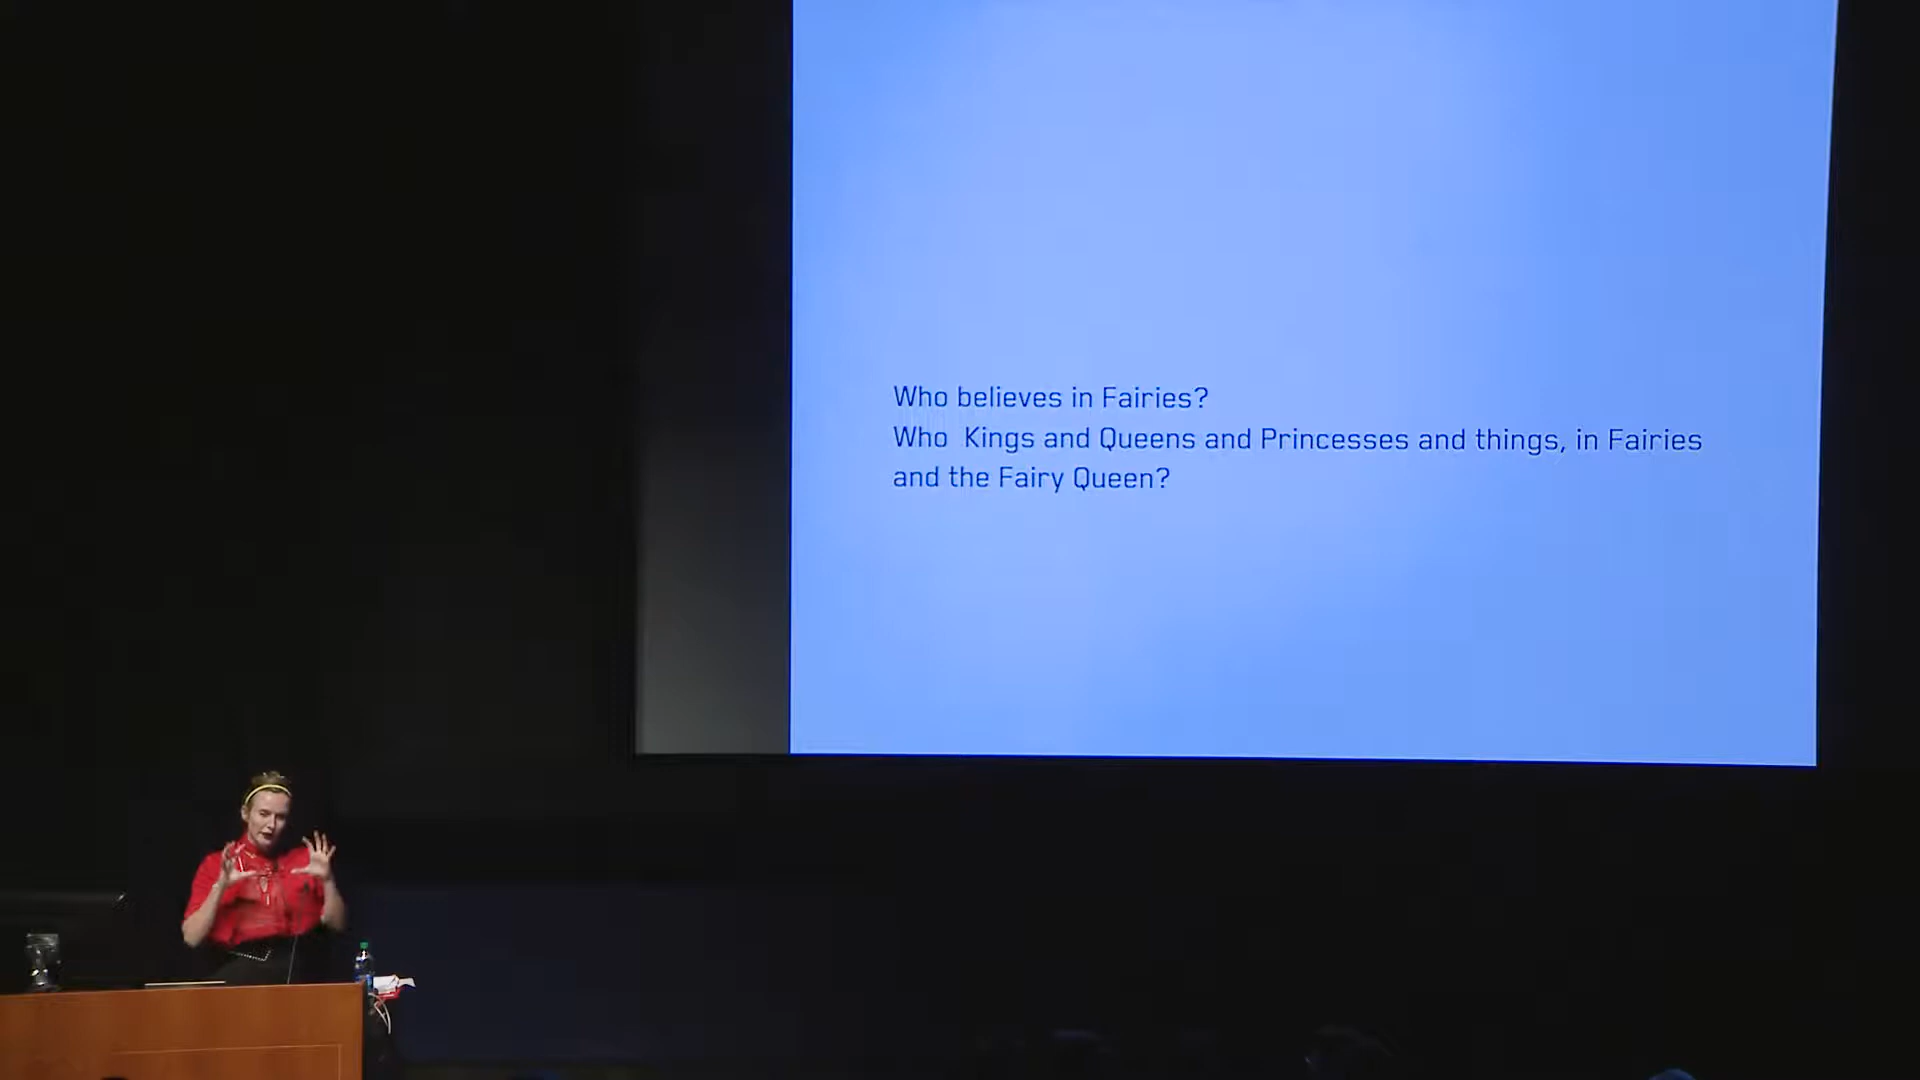 Who believes in Fairies?
Who  Kings and Queens and Princesses and things, in Fairies
and the Fairy Queen?